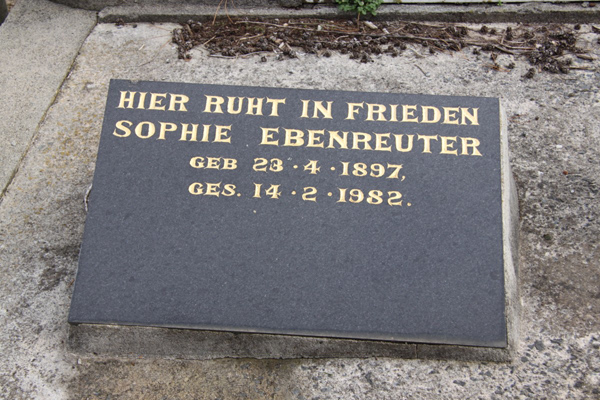 HIER RUHT IN FRIEDEN
SOPHIE EBENREUTER
GEB 23 · 4 · 1897,
GES. 14 · 2 · 1982.